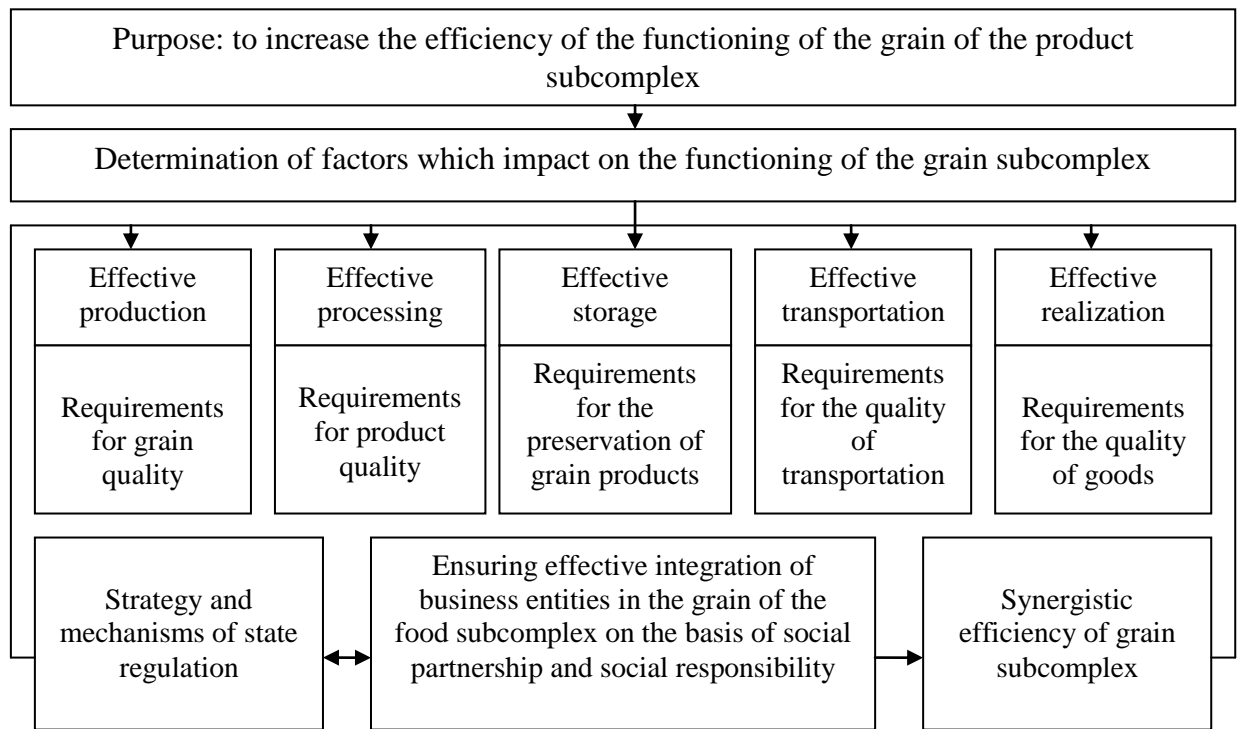 Purpose: to increase the efficiency of the functioning of the grain of the product
subcomplex
Determination of factors which impact on the functioning of the grain subcomplex
Effective
production
Effective
processing
Effective
storage
Effective
transportation
Effective
realization
Requirements
for grain
quality
Requirements
for product
quality
Requirements
for the
preservation of
grain products
Requirements
for the quality
of
transportation
Requirements
for the quality
of goods
Strategy and
mechanisms of state
regulation
Ensuring effective integration of
business entities in the grain of the
food subcomplex on the basis of social
partnership and social responsibility
Synergistic
efficiency of grain
subcomplex